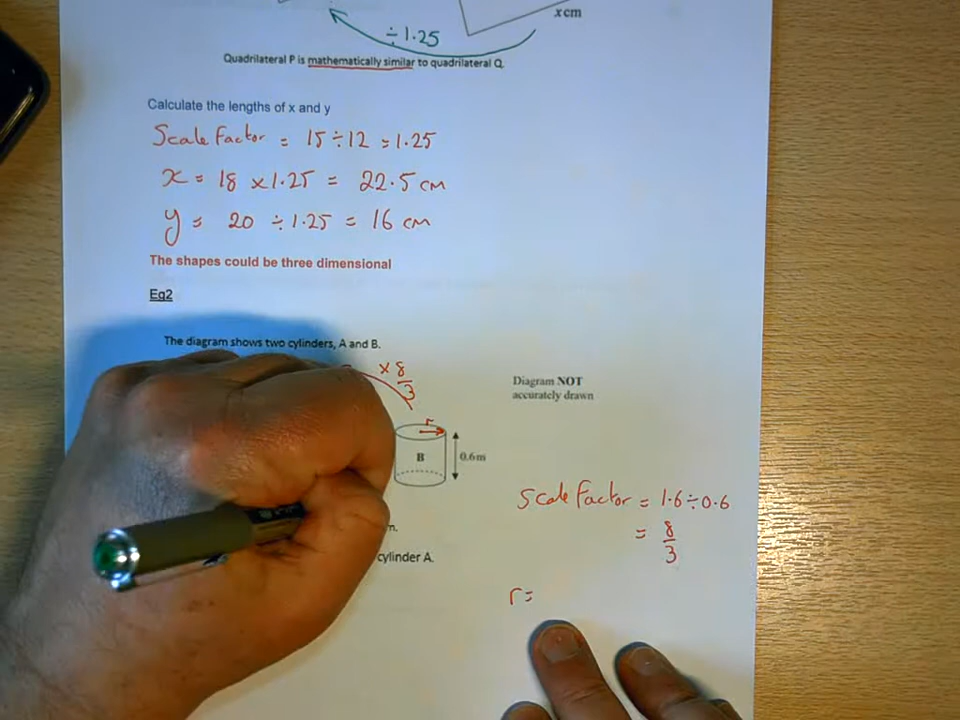 x cm
÷ 1.25
Quadrilateral P is mathematically similar to quadrilateral Q.
Calculate the lengths of x and y
Scale Factor = 15 ÷ 12 = 1.25
x = 18 × 1.25 = 22.5 cm
y = 20 ÷ 1.25 = 16 cm
The shapes could be three dimensional
Eg2
The diagram shows two cylinders, A and B.
× 8/3
Diagram NOT
accurately drawn
r
B
0.6m
Scale Factor = 1.6 ÷ 0.6
= 8/3
cylinder A.
r =